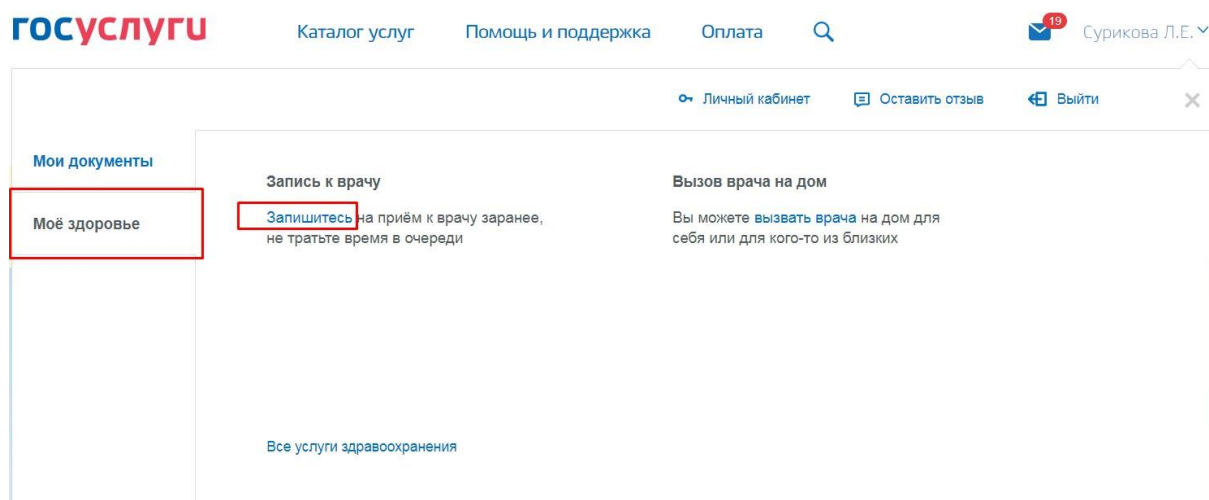 госуслуги
Каталог услуг
Помощь и поддержка
Оплата
19
Сурикова Л.Е.
Личный кабинет
Оставить отзыв
Выйти
Мои документы
Моё здоровье
Запись к врачу
Запишитесь на приём к врачу заранее,
не тратьте время в очереди
Вызов врача на дом
Вы можете вызвать врача на дом для
себя или для кого-то из близких
Все услуги здравоохранения